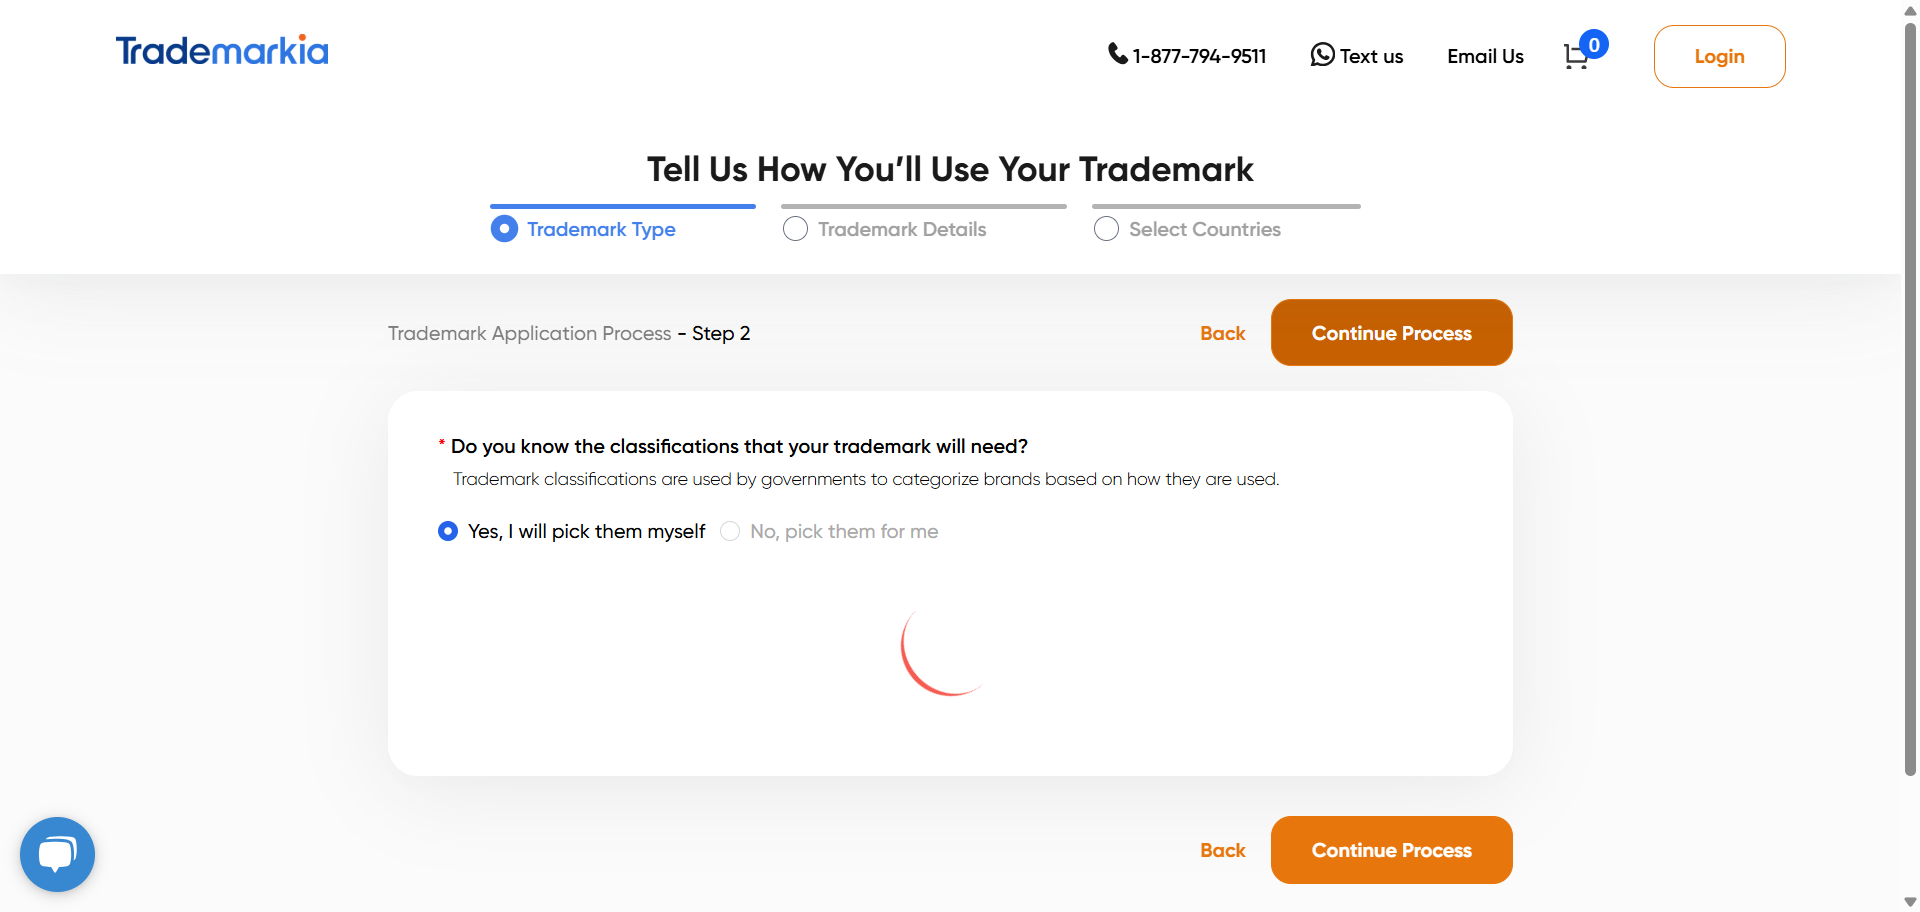 Trademarkia
1-877-794-9511
Text us
Email Us
0
Login
Tell Us How You’ll Use Your Trademark
Trademark Type
Trademark Details
Select Countries
Trademark Application Process - Step 2
Back
Continue Process
* Do you know the classifications that your trademark will need?
Trademark classifications are used by governments to categorize brands based on how they are used.
Yes, I will pick them myself
No, pick them for me
Back
Continue Process